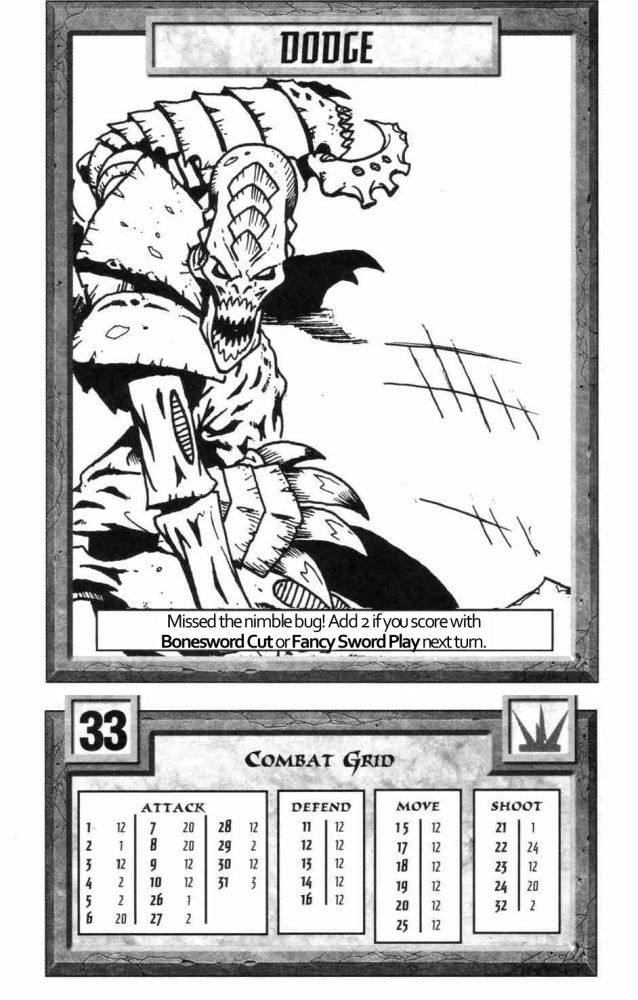 DODGE
Missed the nimble bug! Add 2 if you score with
Bonesword Cut or Fancy Sword Play next turn.
33
COMBAT GRID
ATTACK
1 12 7 20 28 12
2 1 8 20 29 2
3 12 9 12 30 12
4 2 10 12 31 3
5 2 26 1
6 20 27 2
DEFEND
11 12
12 12
13 12
14 12
16 12
MOVE
15 12
17 12
18 12
19 12
20 12
25 12
SHOOT
21 1
22 24
23 12
24 20
32 2